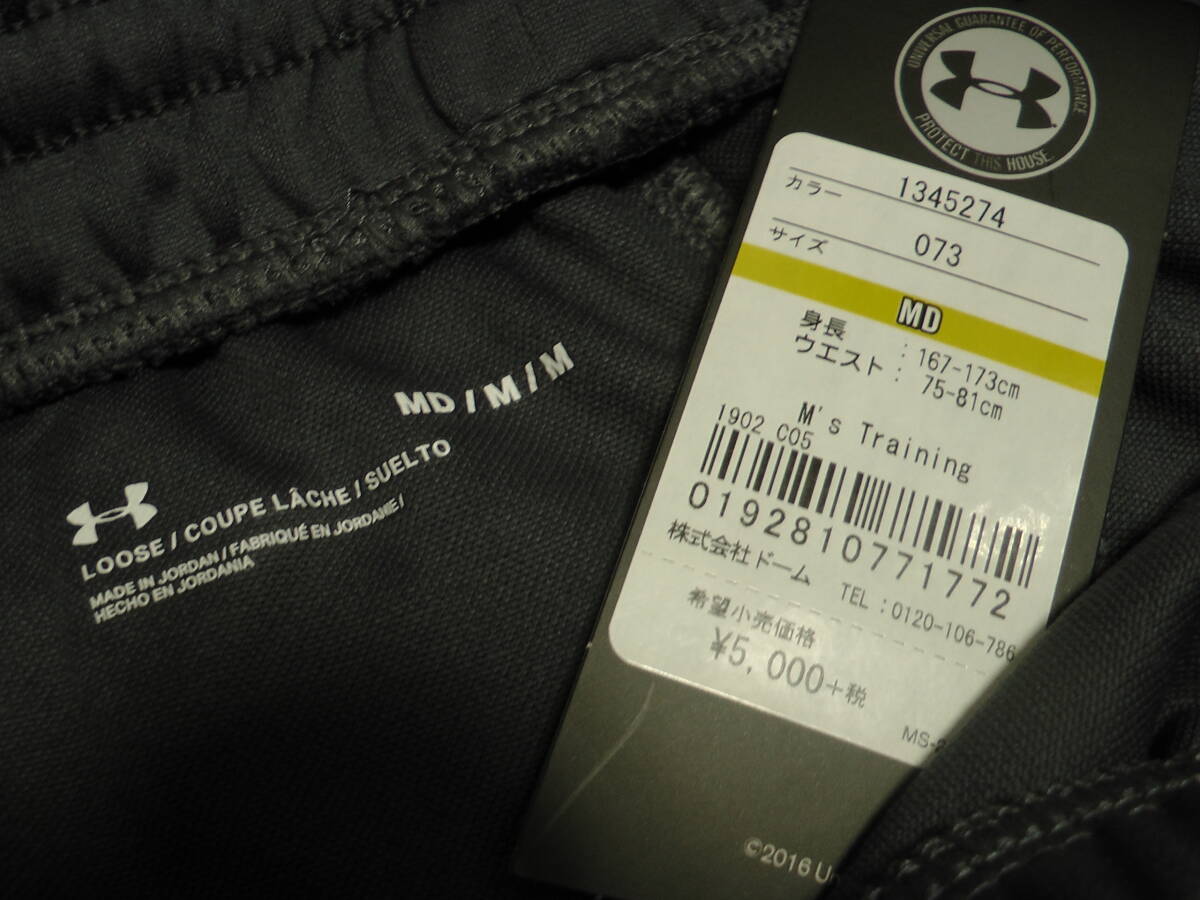 UNIVERSAL GUARANTEE OF PERFORMANCE
PROTECT THIS HOUSE.
1345274
カラー
073
サイズ
MD
身長 : 167-173cm
ウエスト : 75-81cm
M's Training
1902 C05
0192810771772
株式会社ドーム TEL:0120-106-786
希望小売価格
¥5,000+税
MS-2
©2016 U
MD / M / M
LOOSE / COUPE LÂCHE / SUELTO
MADE IN JORDAN / FABRIQUÉ EN JORDANIE /
HECHO EN JORDANIA